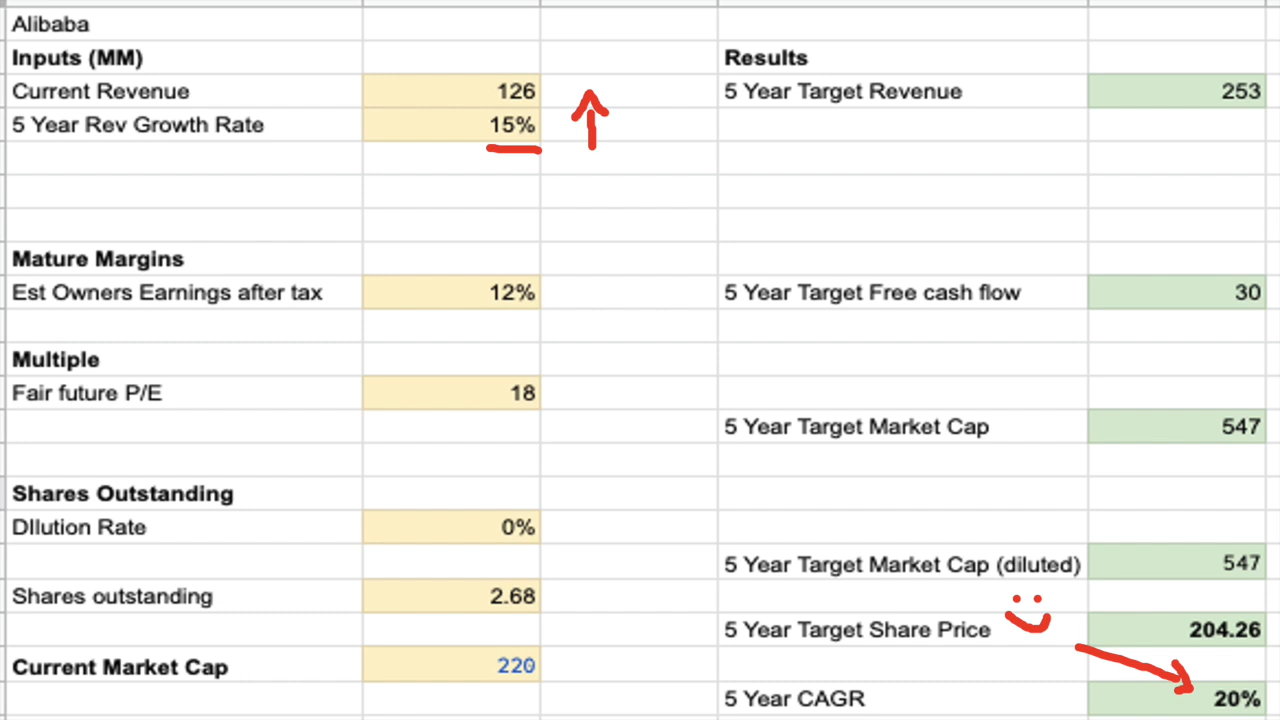 Alibaba
Inputs (MM) Results
Current Revenue 126 5 Year Target Revenue 253
5 Year Rev Growth Rate 15%
Mature Margins
Est Owners Earnings after tax 12% 5 Year Target Free cash flow 30
Multiple
Fair future P/E 18
5 Year Target Market Cap 547
Shares Outstanding
DIlution Rate 0%
5 Year Target Market Cap (diluted) 547
Shares outstanding 2.68
5 Year Target Share Price 204.26
Current Market Cap 220
5 Year CAGR 20%